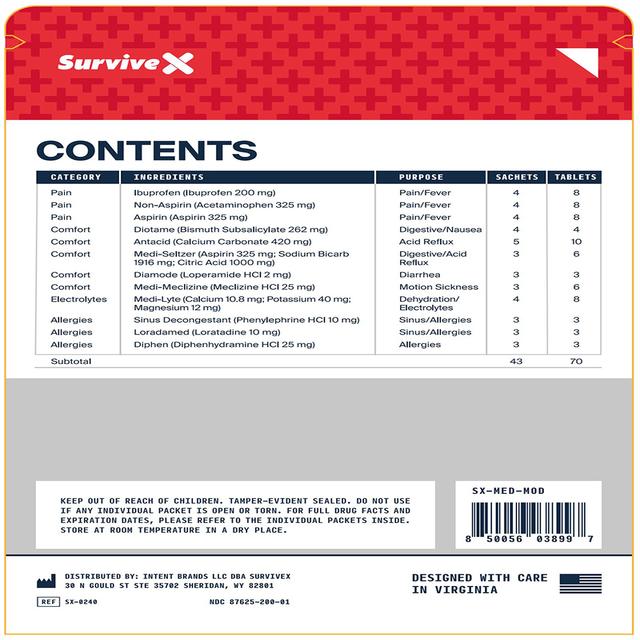 SurviveX
CONTENTS
CATEGORY INGREDIENTS PURPOSE SACHETS TABLETS
Pain Ibuprofen (Ibuprofen 200 mg) Pain/Fever 4 8
Pain Non-Aspirin (Acetaminophen 325 mg) Pain/Fever 4 8
Pain Aspirin (Aspirin 325 mg) Pain/Fever 4 8
Comfort Diotame (Bismuth Subsalicylate 262 mg) Digestive/Nausea 4 4
Comfort Antacid (Calcium Carbonate 420 mg) Acid Reflux 5 10
Comfort Medi-Seltzer (Aspirin 325 mg; Sodium Bicarb Digestive/Acid 3 6
1916 mg; Citric Acid 1000 mg) Reflux
Comfort Diamode (Loperamide HCl 2 mg) Diarrhea 3 3
Comfort Medi-Meclizine (Meclizine HCl 25 mg) Motion Sickness 3 6
Electrolytes Medi-Lyte (Calcium 10.8 mg; Potassium 40 mg; Dehydration/ 4 8
Magnesium 12 mg) Electrolytes
Allergies Sinus Decongestant (Phenylephrine HCl 10 mg) Sinus/Allergies 3 3
Allergies Loradamed (Loratadine 10 mg) Sinus/Allergies 3 3
Allergies Diphen (Diphenhydramine HCl 25 mg) Allergies 3 3
Subtotal 43 70
KEEP OUT OF REACH OF CHILDREN. TAMPER-EVIDENT SEALED. DO NOT USE
IF ANY INDIVIDUAL PACKET IS OPEN OR TORN. FOR FULL DRUG FACTS AND
EXPIRATION DATES, PLEASE REFER TO THE INDIVIDUAL PACKETS INSIDE.
STORE AT ROOM TEMPERATURE IN A DRY PLACE.
SX-MED-MOD
8 50056 03899 7
DISTRIBUTED BY: INTENT BRANDS LLC DBA SURVIVEX
30 N GOULD ST STE 35702 SHERIDAN, WY 82801
REF SX-0240 NDC 87625-200-01
DESIGNED WITH CARE
IN VIRGINIA